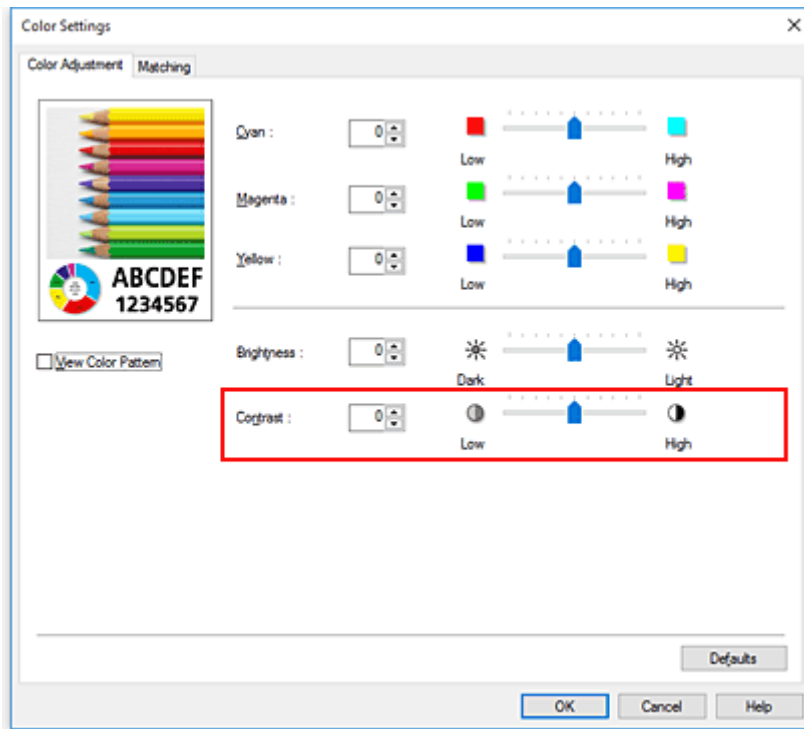 Color Settings
Color Adjustment Matching
Cyan : 0
Low High
Magenta : 0
Low High
Yellow : 0
Low High
ABCDEF
1234567
View Color Pattern
Brightness : 0
Dark Light
Contrast : 0
Low High
Defaults
OK Cancel Help